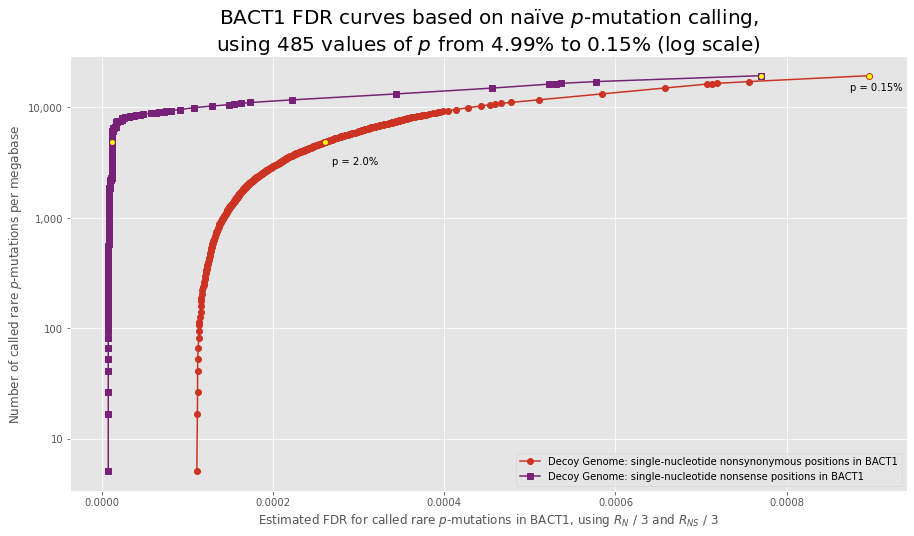 BACT1 FDR curves based on naïve p-mutation calling,
using 485 values of p from 4.99% to 0.15% (log scale)
Number of called rare p-mutations per megabase
10,000
1,000
100
10
p = 0.15%
p = 2.0%
Decoy Genome: single-nucleotide nonsynonymous positions in BACT1
Decoy Genome: single-nucleotide nonsense positions in BACT1
0.0000 0.0002 0.0004 0.0006 0.0008
Estimated FDR for called rare p-mutations in BACT1, using R_N / 3 and R_NS / 3